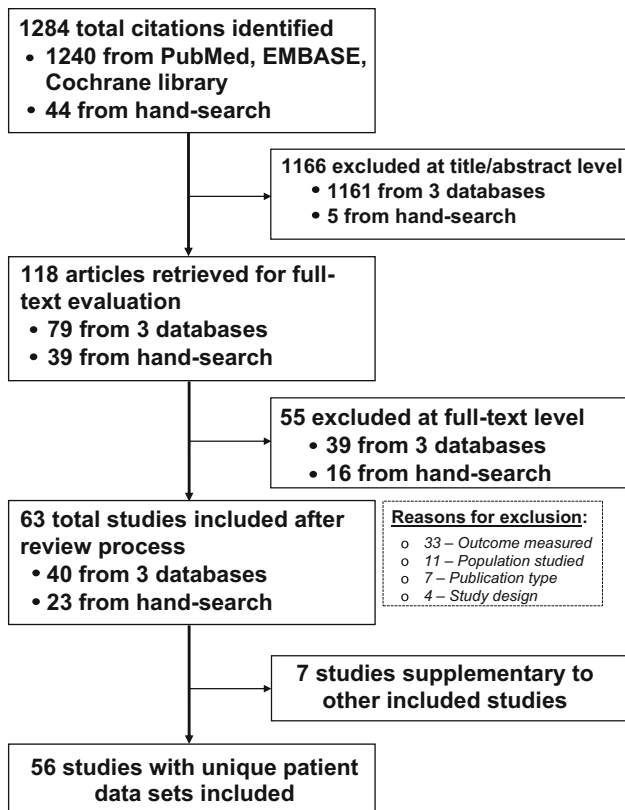 1284 total citations identified
• 1240 from PubMed, EMBASE,
Cochrane library
• 44 from hand-search
1166 excluded at title/abstract level
• 1161 from 3 databases
• 5 from hand-search
118 articles retrieved for full-
text evaluation
• 79 from 3 databases
• 39 from hand-search
55 excluded at full-text level
• 39 from 3 databases
• 16 from hand-search
63 total studies included after
review process
• 40 from 3 databases
• 23 from hand-search
Reasons for exclusion:
o 33 – Outcome measured
o 11 – Population studied
o 7 – Publication type
o 4 – Study design
7 studies supplementary to
other included studies
56 studies with unique patient
data sets included